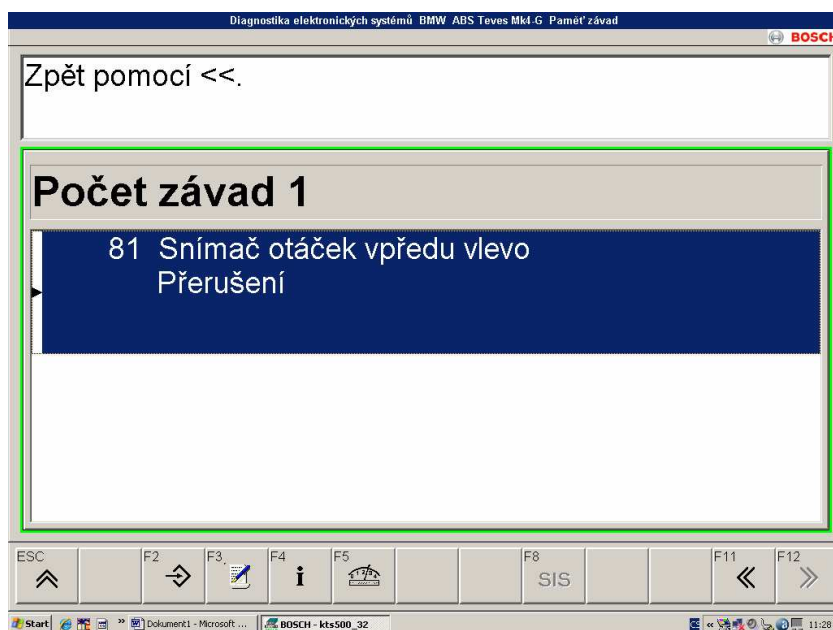 Diagnostika elektronických systémů BMW ABS Teves Mk4-G Paměť závad
BOSCH
Zpět pomocí <<.
Počet závad 1
81 Snímač otáček vpředu vlevo
Přerušení
ESC F2 F3 F4 F5 F8 F11 F12
i SIS
Start » Dokument1 - Microsoft ... BOSCH - kts500_32 « 11:28